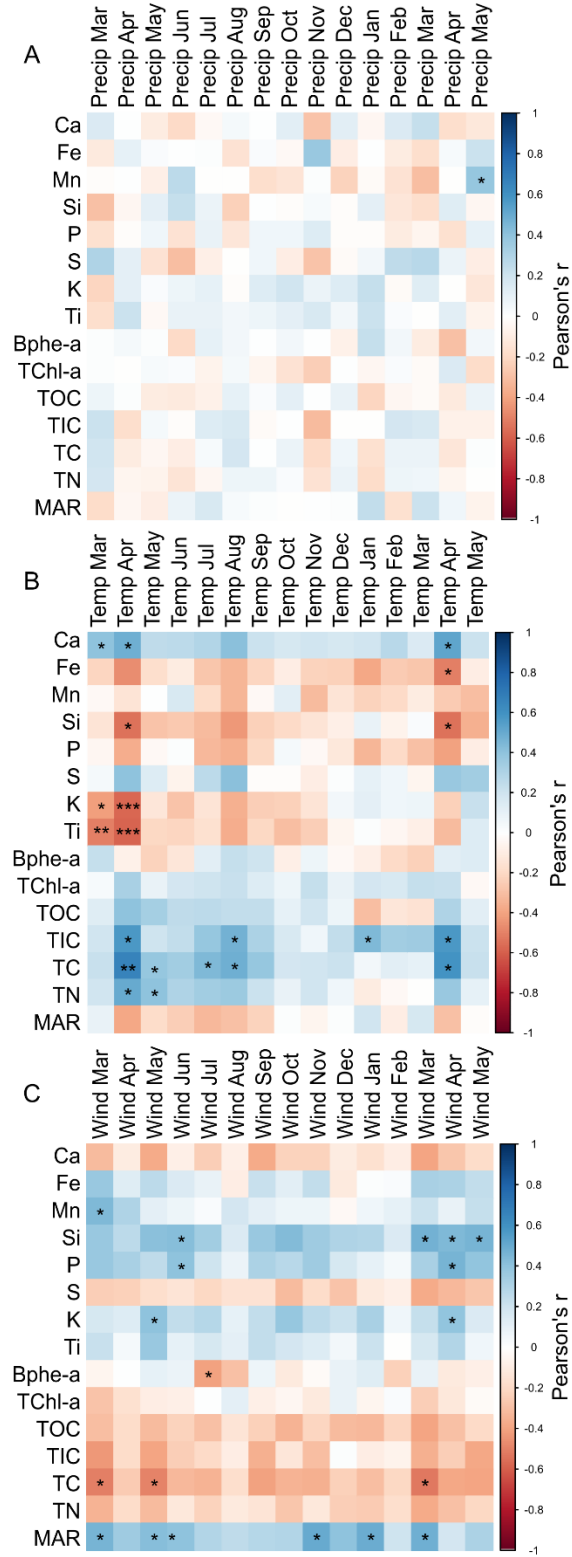 A
Precip Mar
Precip Apr
Precip May
Precip Jun
Precip Jul
Precip Aug
Precip Sep
Precip Oct
Precip Nov
Precip Dec
Precip Jan
Precip Feb
Precip Mar
Precip Apr
Precip May
Ca
Fe
Mn *
Si
P
S
K
Ti
Bphe-a
TChl-a
TOC
TIC
TC
TN
MAR
1
0.8
0.6
0.4
0.2
0
-0.2
-0.4
-0.6
-0.8
-1
Pearson's r
B
Temp Mar
Temp Apr
Temp May
Temp Jun
Temp Jul
Temp Aug
Temp Sep
Temp Oct
Temp Nov
Temp Dec
Temp Jan
Temp Feb
Temp Mar
Temp Apr
Temp May
Ca * * *
Fe *
Mn
Si * *
P
S
K * ***
Ti ** ***
Bphe-a
TChl-a
TOC
TIC * * * *
TC ** * * * *
TN * *
MAR
1
0.8
0.6
0.4
0.2
0
-0.2
-0.4
-0.6
-0.8
-1
Pearson's r
C
Wind Mar
Wind Apr
Wind May
Wind Jun
Wind Jul
Wind Aug
Wind Sep
Wind Oct
Wind Nov
Wind Dec
Wind Jan
Wind Feb
Wind Mar
Wind Apr
Wind May
Ca
Fe
Mn *
Si * * * *
P * *
S
K * *
Ti
Bphe-a *
TChl-a
TOC
TIC
TC * * *
TN
MAR * * * * * *
1
0.8
0.6
0.4
0.2
0
-0.2
-0.4
-0.6
-0.8
-1
Pearson's r